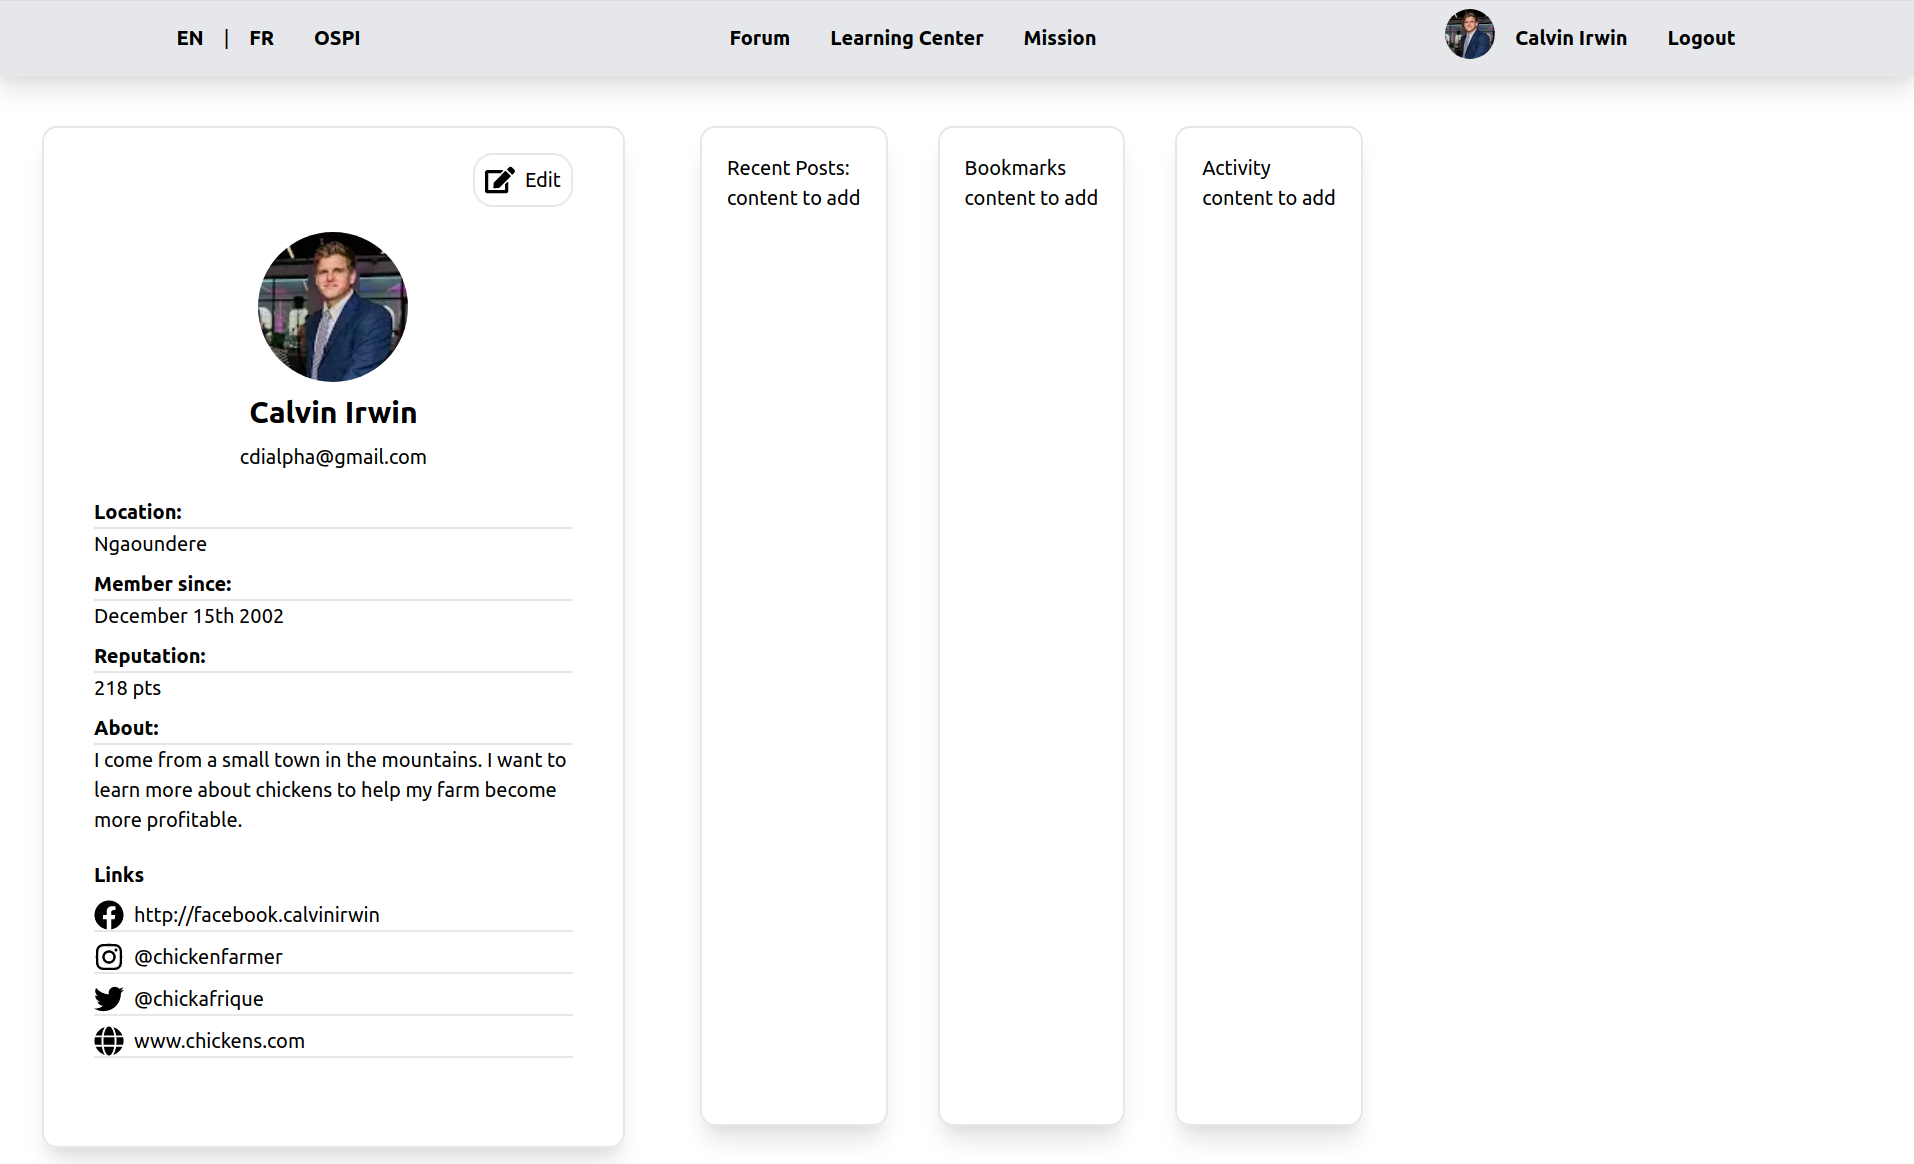 EN | FR OSPI Forum Learning Center Mission Calvin Irwin Logout
Edit
Calvin Irwin
cdialpha@gmail.com
Location:
Ngaoundere
Member since:
December 15th 2002
Reputation:
218 pts
About:
I come from a small town in the mountains. I want to
learn more about chickens to help my farm become
more profitable.
Links
http://facebook.calvinirwin
@chickenfarmer
@chickafrique
www.chickens.com
Recent Posts:
content to add
Bookmarks
content to add
Activity
content to add